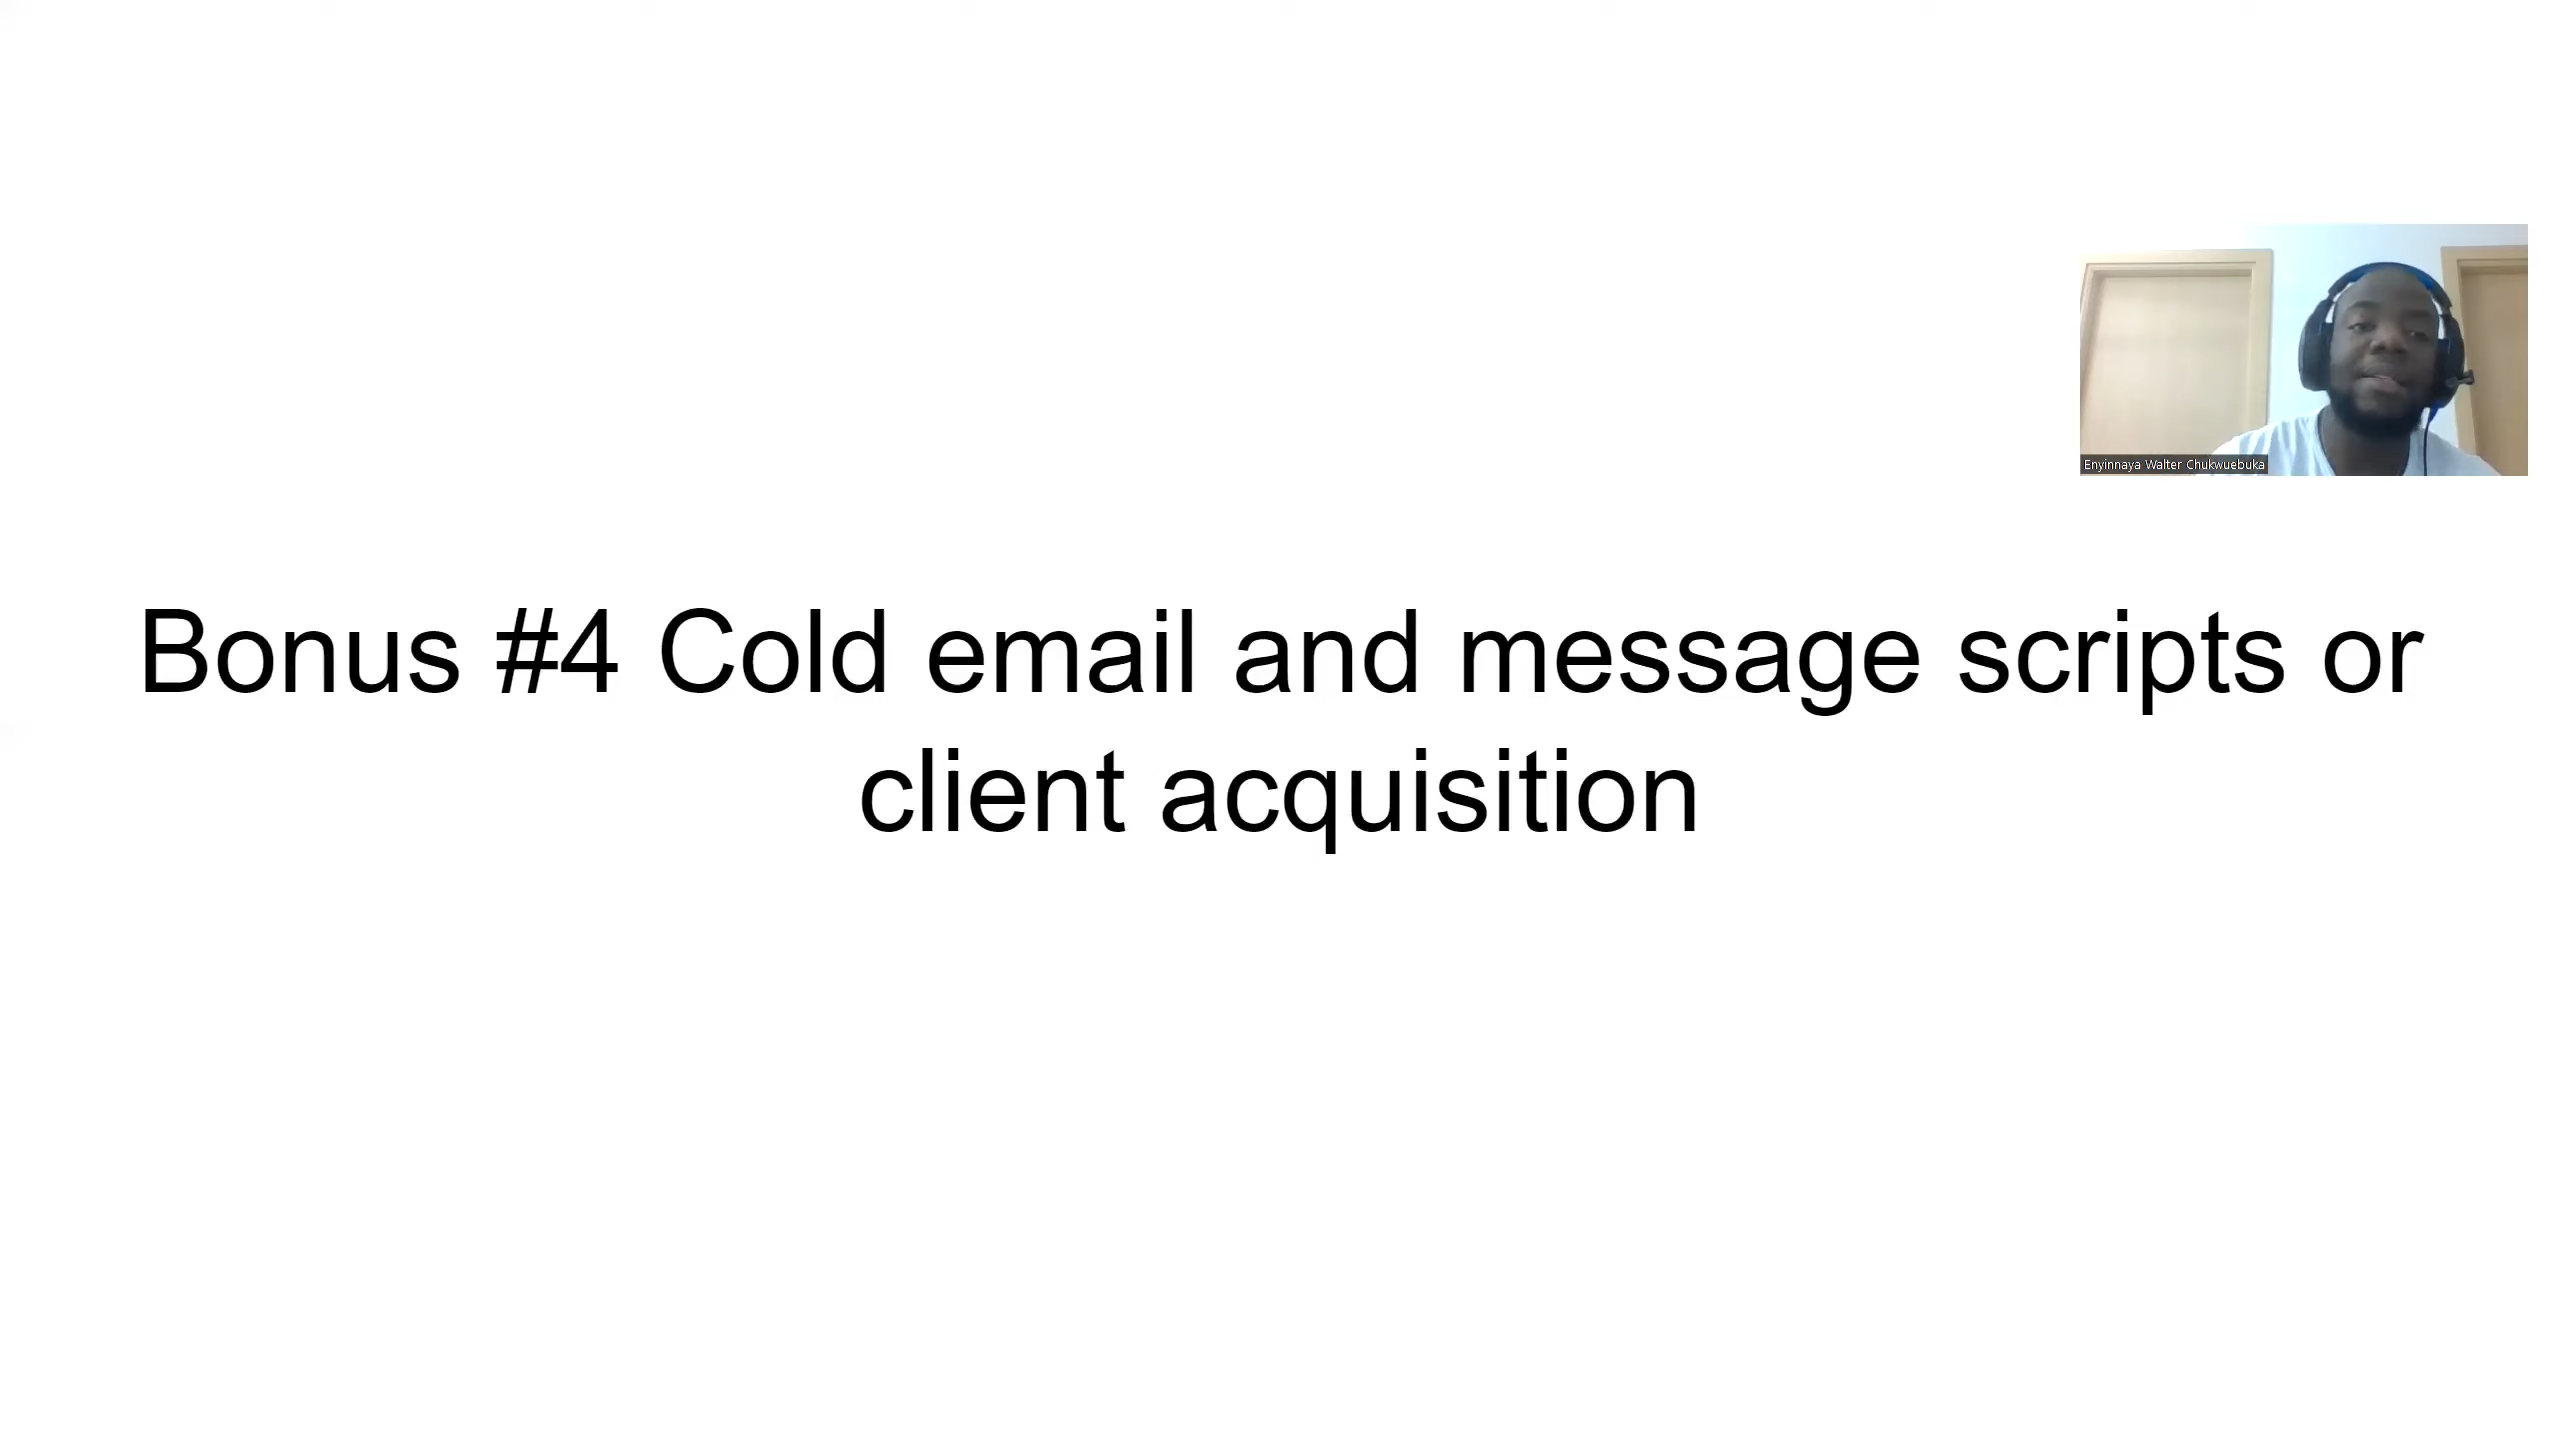 Enyinnaya Walter Chukwuebuka
Bonus #4 Cold email and message scripts or
client acquisition